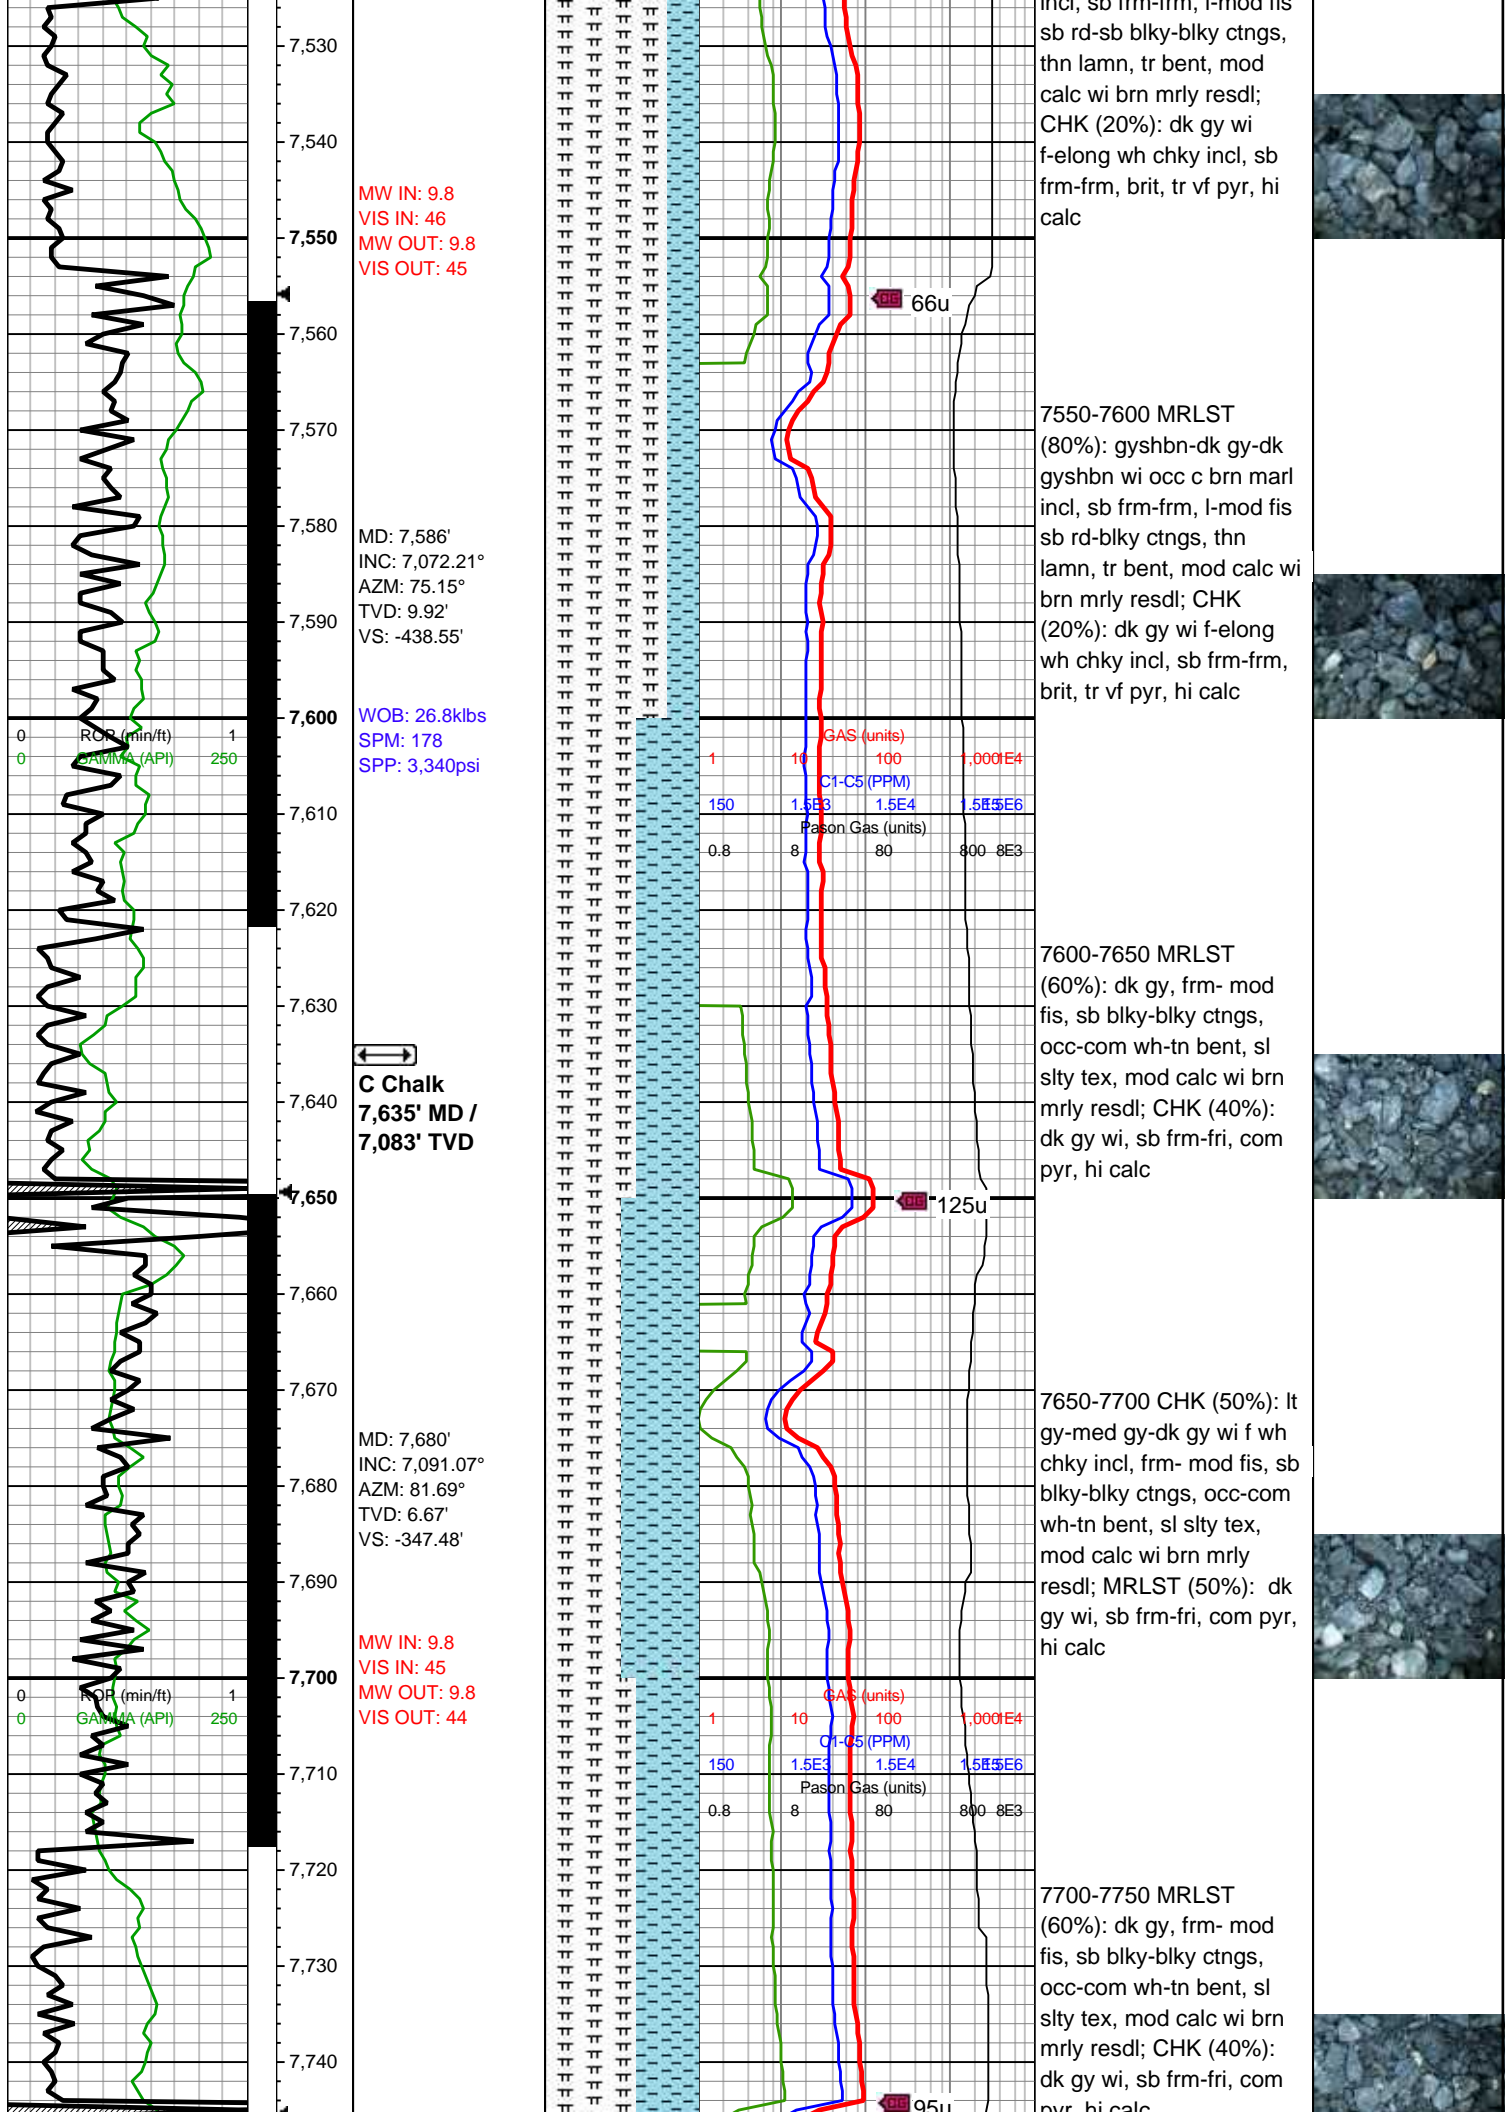 incl, sb frm-frm, l-mod fis
sb rd-sb blky-blky ctngs,
thn lamn, tr bent, mod
calc wi brn mrly resdl;
CHK (20%): dk gy wi
f-elong wh chky incl, sb
frm-frm, brit, tr vf pyr, hi
calc
7,530
7,540
7,550
7,560
7,570
7,580
7,590
7,600
MW IN: 9.8
VIS IN: 46
MW OUT: 9.8
VIS OUT: 45
OG 66u
7550-7600 MRLST
(80%): gyshbn-dk gy-dk
gyshbn wi occ c brn marl
incl, sb frm-frm, l-mod fis
sb rd-blky ctngs, thn
lamn, tr bent, mod calc wi
brn mrly resdl; CHK
(20%): dk gy wi f-elong
wh chky incl, sb frm-frm,
brit, tr vf pyr, hi calc
MD: 7,586'
INC: 7,072.21°
AZM: 75.15°
TVD: 9.92'
VS: -438.55'
WOB: 26.8klbs
SPM: 178
SPP: 3,340psi
0 ROP (min/ft) 1
0 GAMMA (API) 250
GAS (units)
1 10 100 1,000 1E4
C1-C5 (PPM)
150 1.5E3 1.5E4 1.5E5 1.5E6
Pason Gas (units)
0.8 8 80 800 8E3
7,610
7,620
7,630
7,640
7,650
7,660
7,670
7,680
7,690
7,700
7600-7650 MRLST
(60%): dk gy, frm- mod
fis, sb blky-blky ctngs,
occ-com wh-tn bent, sl
slty tex, mod calc wi brn
mrly resdl; CHK (40%):
dk gy wi, sb frm-fri, com
pyr, hi calc
C Chalk
7,635' MD /
7,083' TVD
OG 125u
7650-7700 CHK (50%): lt
gy-med gy-dk gy wi f wh
chky incl, frm- mod fis, sb
blky-blky ctngs, occ-com
wh-tn bent, sl slty tex,
mod calc wi brn mrly
resdl; MRLST (50%):  dk
gy wi, sb frm-fri, com pyr,
hi calc
MD: 7,680'
INC: 7,091.07°
AZM: 81.69°
TVD: 6.67'
VS: -347.48'
MW IN: 9.8
VIS IN: 45
MW OUT: 9.8
VIS OUT: 44
0 ROP (min/ft) 1
0 GAMMA (API) 250
GAS (units)
1 10 100 1,000 1E4
C1-C5 (PPM)
150 1.5E3 1.5E4 1.5E5 1.5E6
Pason Gas (units)
0.8 8 80 800 8E3
7,710
7,720
7,730
7,740
7700-7750 MRLST
(60%): dk gy, frm- mod
fis, sb blky-blky ctngs,
occ-com wh-tn bent, sl
slty tex, mod calc wi brn
mrly resdl; CHK (40%):
dk gy wi, sb frm-fri, com
pyr, hi calc
OG 95u